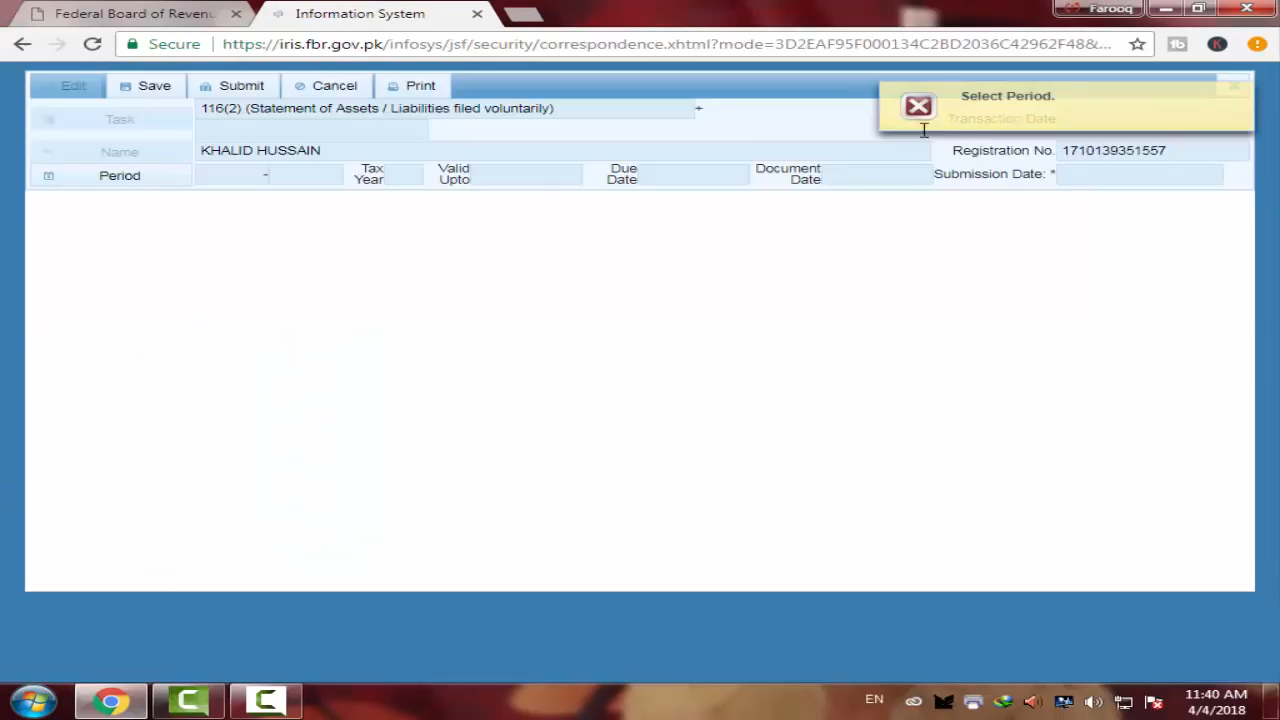 Federal Board of Revenu
Information System
Farooq
Secure
https://iris.fbr.gov.pk/infosys/jsf/security/correspondence.xhtml?mode=3D2EAF95F000134C2BD2036C42962F48&...
Edit Save Submit Cancel Print
Select Period.
Task
116(2) (Statement of Assets / Liabilities filed voluntarily)
+
Transaction Date
Name
KHALID HUSSAIN
Registration No.
1710139351557
Period
-
Tax Year
Valid Upto
Due Date
Document Date
Submission Date: *
EN
11:40 AM
4/4/2018